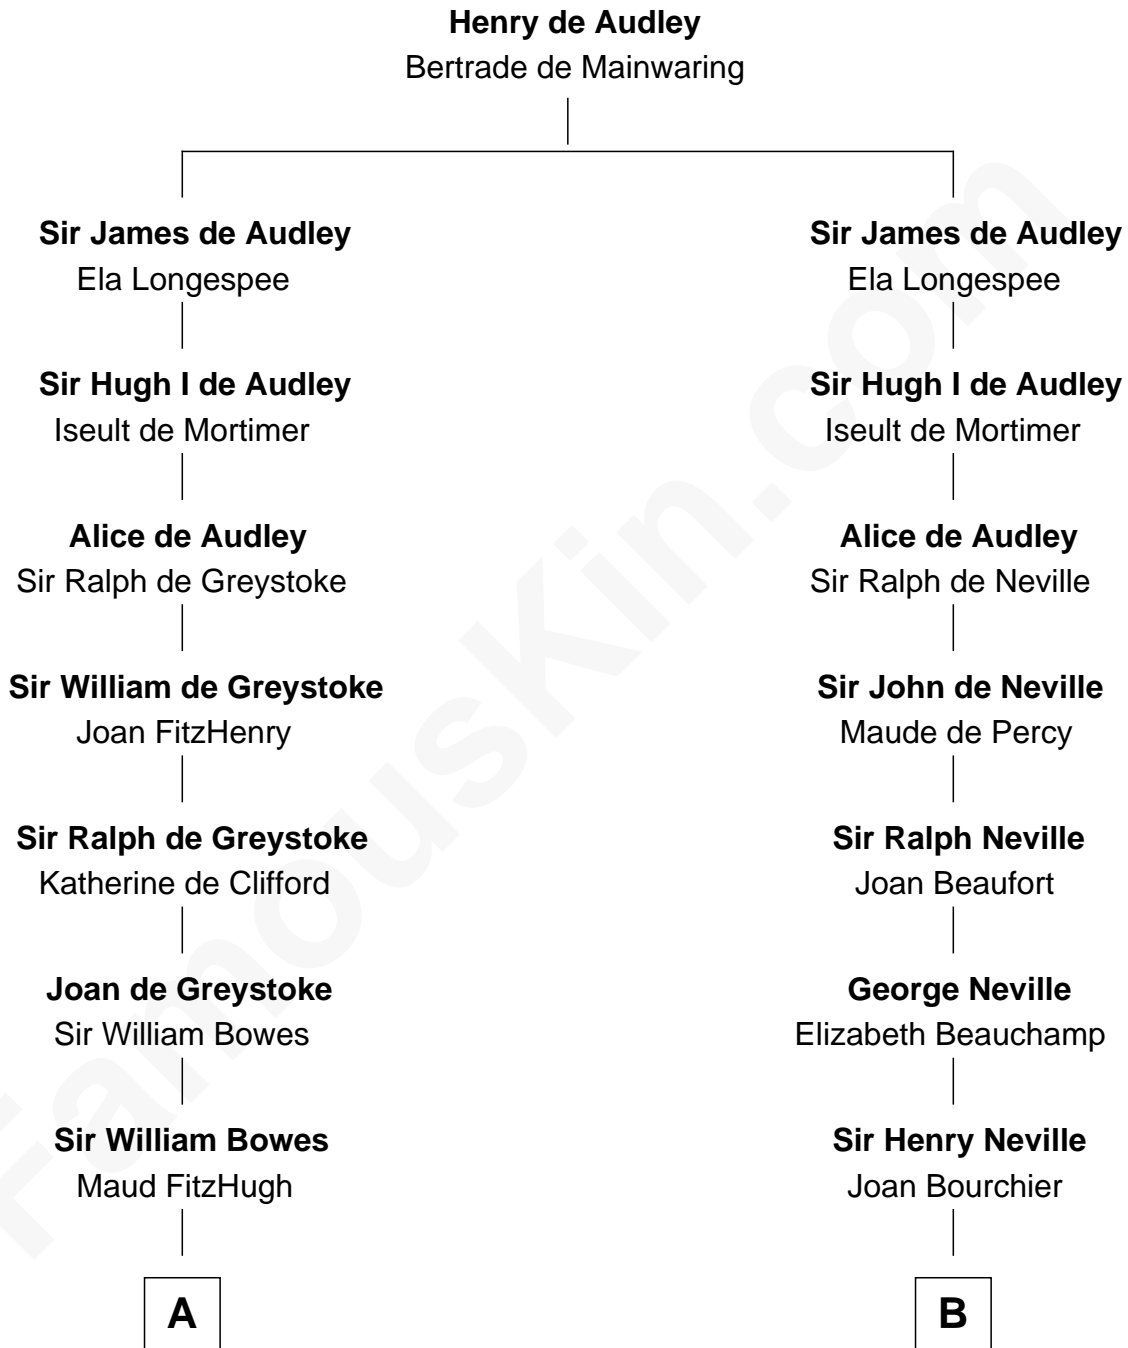 Henry de Audley
Bertrade de Mainwaring
Sir James de Audley
Ela Longespee
Sir James de Audley
Ela Longespee
Sir Hugh I de Audley
Iseult de Mortimer
Sir Hugh I de Audley
Iseult de Mortimer
Alice de Audley
Sir Ralph de Greystoke
Alice de Audley
Sir Ralph de Neville
Sir William de Greystoke
Joan FitzHenry
Sir John de Neville
Maude de Percy
Sir Ralph de Greystoke
Katherine de Clifford
Sir Ralph Neville
Joan Beaufort
Joan de Greystoke
Sir William Bowes
George Neville
Elizabeth Beauchamp
Sir William Bowes
Maud FitzHugh
Sir Henry Neville
Joan Bourchier
A
B
FamousKin.com